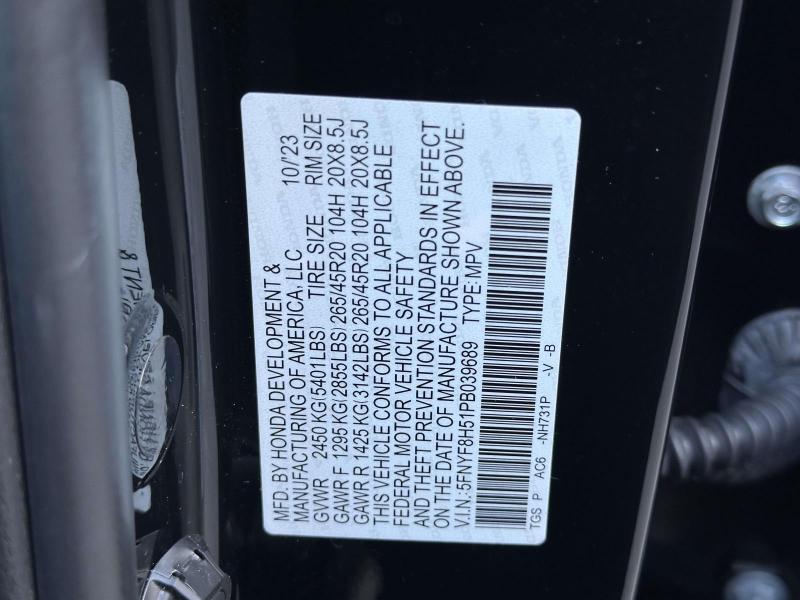 MFD. BY HONDA DEVELOPMENT & 10/'23
MANUFACTURING OF AMERICA, LLC
GVWR 2450 KG(5401LBS) TIRE SIZE RIM SIZE
GAWR F 1295 KG(2855LBS) 265/45R20 104H 20X8.5J
GAWR R 1425 KG(3142LBS) 265/45R20 104H 20X8.5J
THIS VEHICLE CONFORMS TO ALL APPLICABLE
FEDERAL MOTOR VEHICLE SAFETY
AND THEFT PREVENTION STANDARDS IN EFFECT
ON THE DATE OF MANUFACTURE SHOWN ABOVE.
V.I.N.:5FNYF8H51PB039689 TYPE:MPV
TGS P AC6 -NH731P -V -B